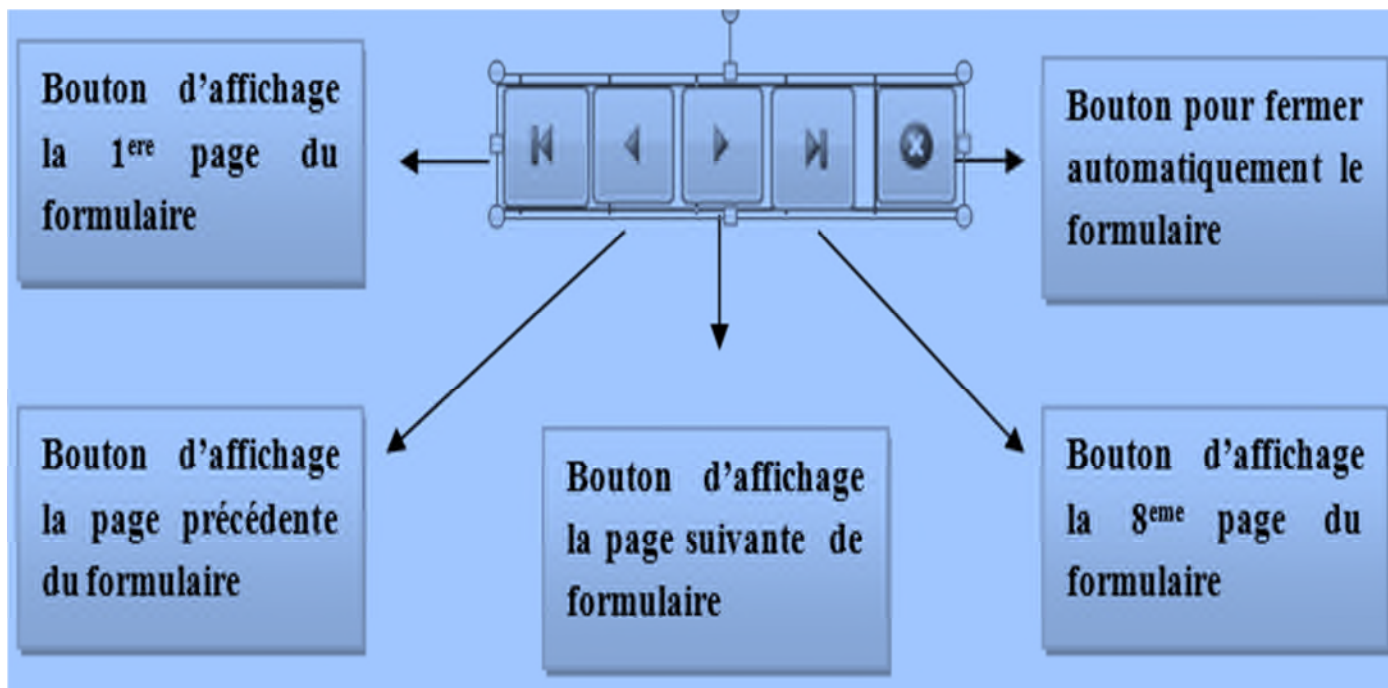 Bouton d'affichage
la 1ere page du
formulaire
Bouton pour fermer
automatiquement le
formulaire
Bouton d'affichage
la page précédente
du formulaire
Bouton d'affichage
la page suivante de
formulaire
Bouton d'affichage
la 8eme page du
formulaire